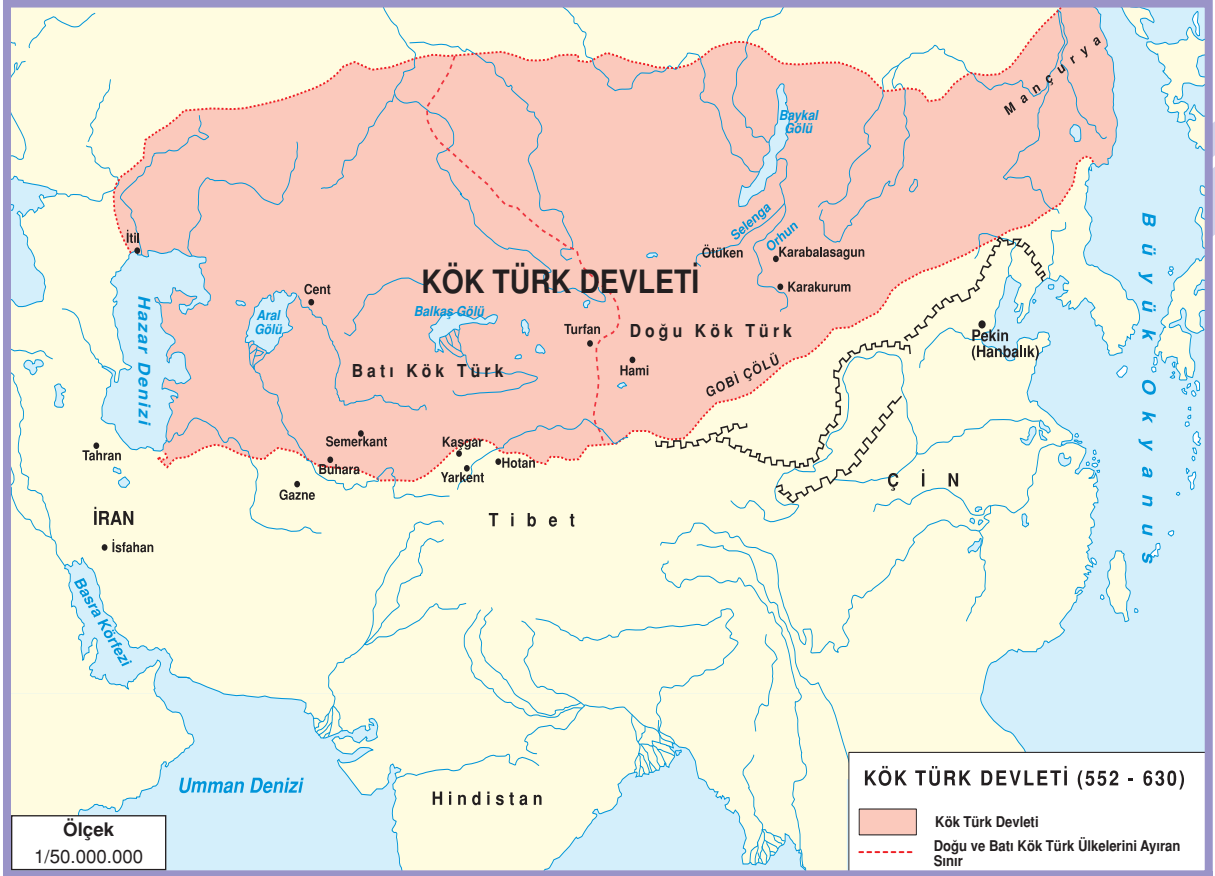 Mançurya
Baykal
Gölü
Selenga
Orhun
İtil
Ötüken
Karabalasagun
KÖK TÜRK DEVLETİ
Karakurum
Cent
Aral
Gölü
Balkaş Gölü
Turfan
Doğu Kök Türk
Hami
Batı Kök Türk
GOBİ ÇÖLÜ
Pekin
(Hanbalık)
Büyük Okyanus
Hazar Denizi
Tahran
Semerkant
Buhara
Kaşgar
Yarkent
Hotan
Gazne
ÇİN
İRAN
Tibet
İsfahan
Basra Körfezi
Umman Denizi
Hindistan
KÖK TÜRK DEVLETİ (552 - 630)
Kök Türk Devleti
Doğu ve Batı Kök Türk Ülkelerini Ayıran
Sınır
Ölçek
1/50.000.000